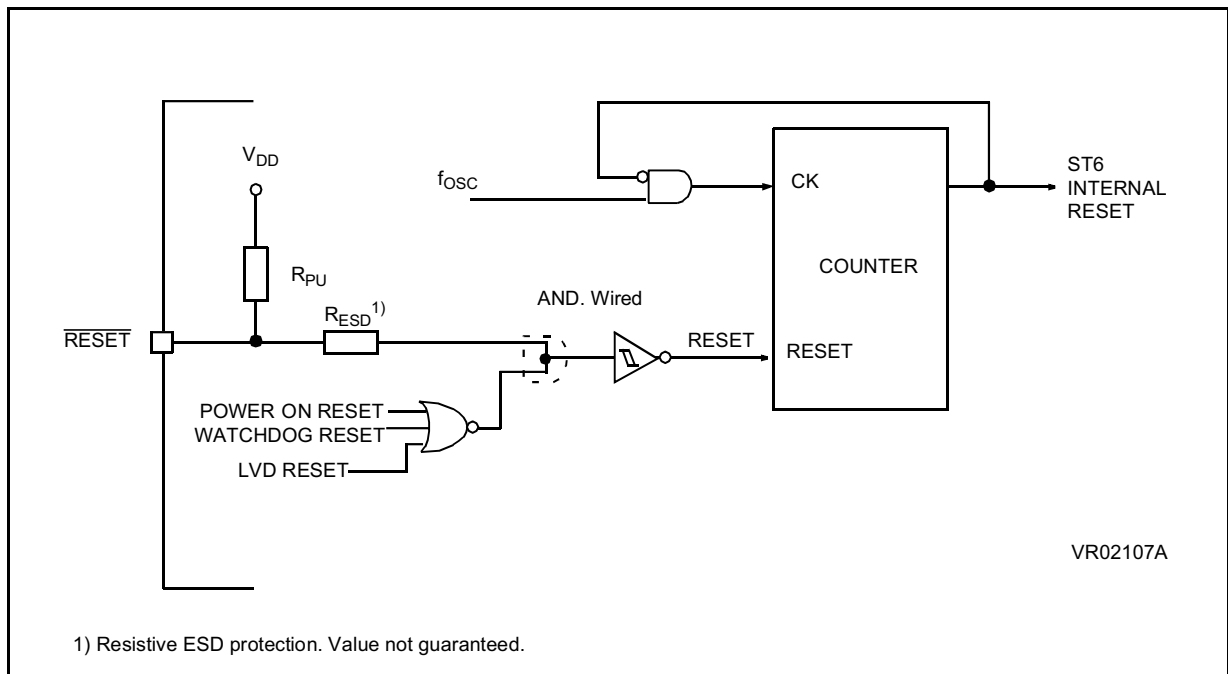 V_DD
R_PU
R_ESD 1)
RESET
POWER ON RESET
WATCHDOG RESET
LVD RESET
f_OSC
AND. Wired
RESET
CK
COUNTER
RESET
ST6
INTERNAL
RESET
VR02107A
1) Resistive ESD protection. Value not guaranteed.